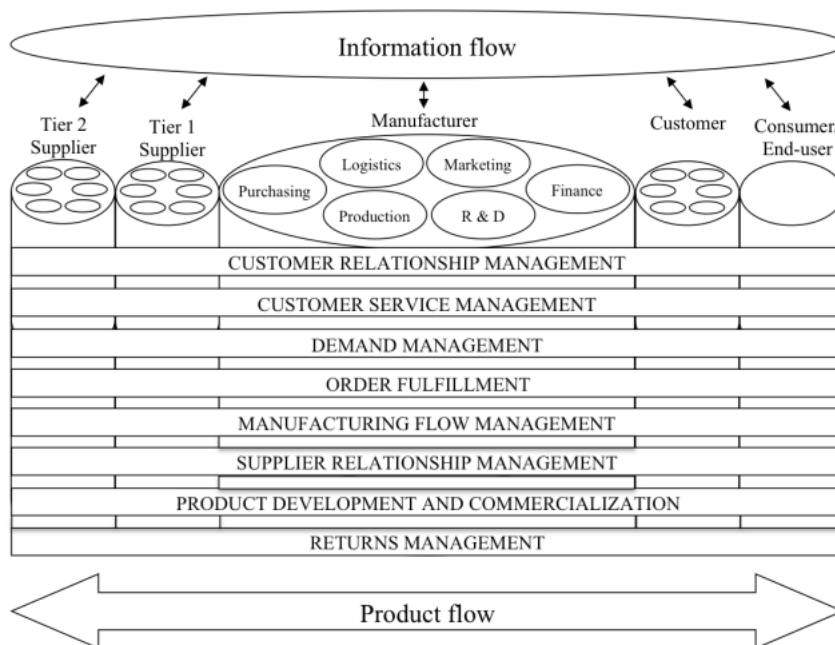 Information flow
Tier 2
Supplier
Tier 1
Supplier
Manufacturer
Customer
Consumer
End-user
Logistics
Marketing
Purchasing
Finance
Production
R & D
CUSTOMER RELATIONSHIP MANAGEMENT
CUSTOMER SERVICE MANAGEMENT
DEMAND MANAGEMENT
ORDER FULFILLMENT
MANUFACTURING FLOW MANAGEMENT
SUPPLIER RELATIONSHIP MANAGEMENT
PRODUCT DEVELOPMENT AND COMMERCIALIZATION
RETURNS MANAGEMENT
Product flow